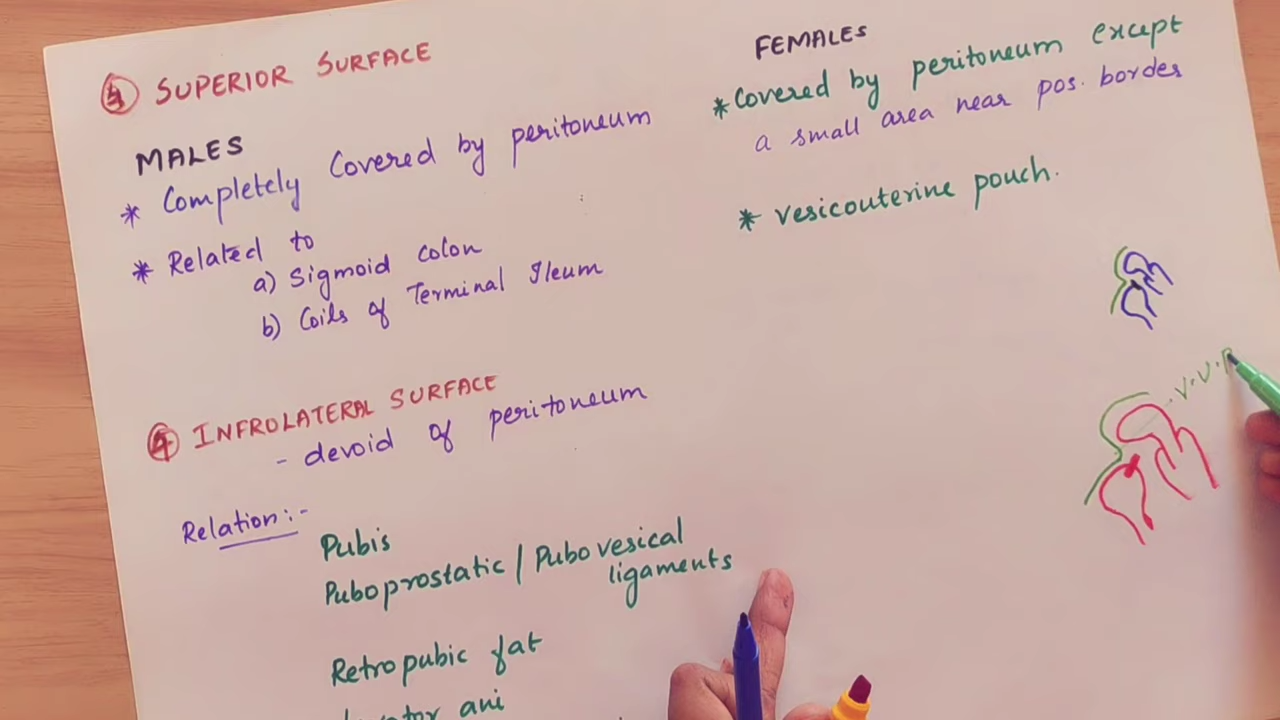 3 SUPERIOR SURFACE
MALES
* Completely Covered by peritoneum
* Related to
a) Sigmoid colon
b) Coils of Terminal Ileum
FEMALES
* Covered by peritoneum except
a small area near pos. border
* vesicouterine pouch.
4 INFROLATERAL SURFACE
- devoid of peritoneum
Relation:-
Pubis
Puboprostatic / Pubovesical
ligaments
Retropubic fat
ani
V.U.P